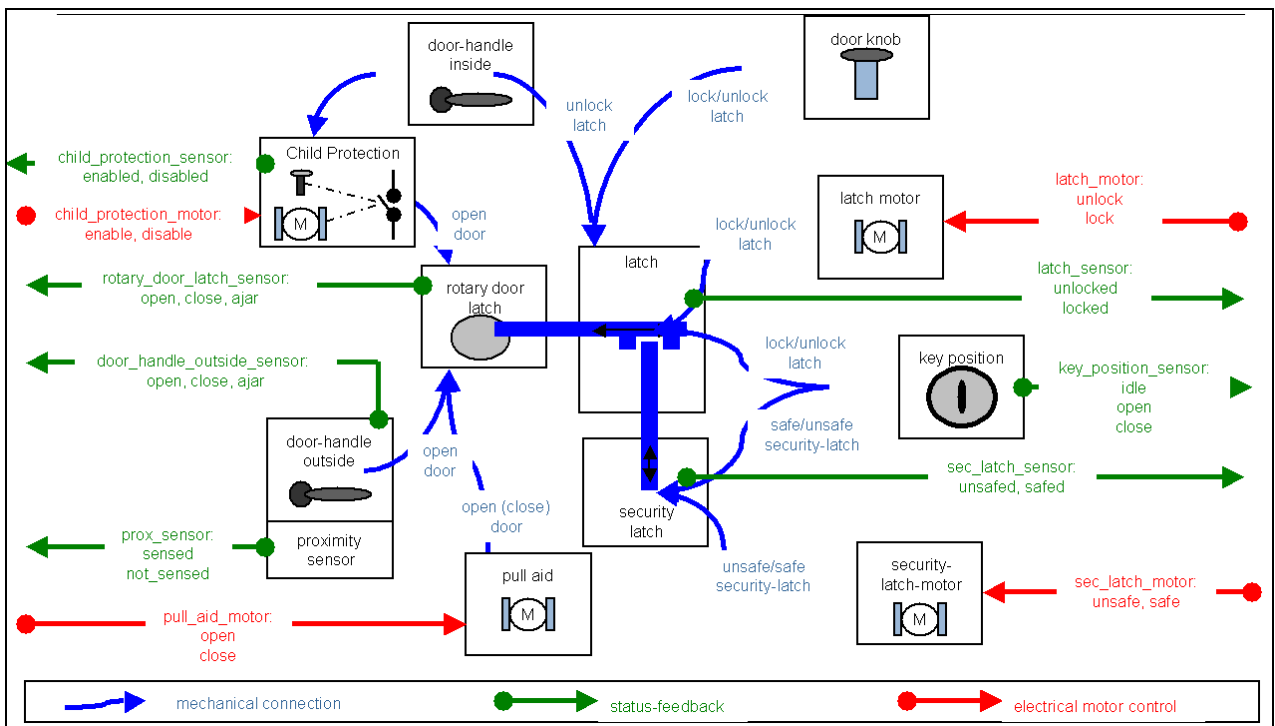 door-handle
inside
door knob
unlock
latch
lock/unlock
latch
child_protection_sensor:
enabled, disabled
Child Protection
M
child_protection_motor:
enable, disable
open
door
latch motor
M
latch_motor:
unlock
lock
lock/unlock
latch
rotary_door_latch_sensor:
open, close, ajar
rotary door
latch
latch
latch_sensor:
unlocked
locked
door_handle_outside_sensor:
open, close, ajar
lock/unlock
latch
key position
key_position_sensor:
idle
open
close
door-handle
outside
open
door
safe/unsafe
security-latch
sec_latch_sensor:
unsafed, safed
open (close)
door
security
latch
prox_sensor:
sensed
not_sensed
proximity
sensor
unsafe/safe
security-latch
pull aid
M
security-
latch-motor
M
sec_latch_motor:
unsafe, safe
pull_aid_motor:
open
close
mechanical connection
status-feedback
electrical motor control